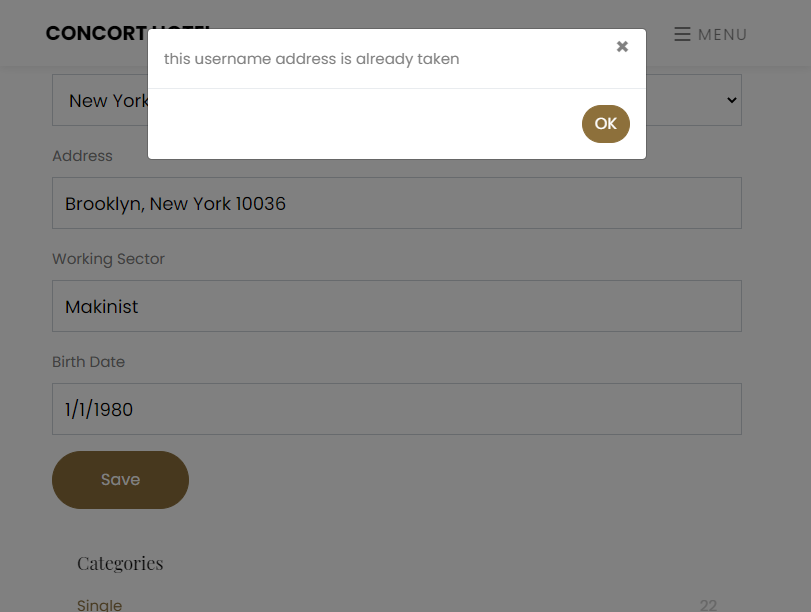 CONCORT HOTEL
MENU
this username address is already taken
OK
New York
Address
Brooklyn, New York 10036
Working Sector
Makinist
Birth Date
1/1/1980
Save
Categories
Single 22